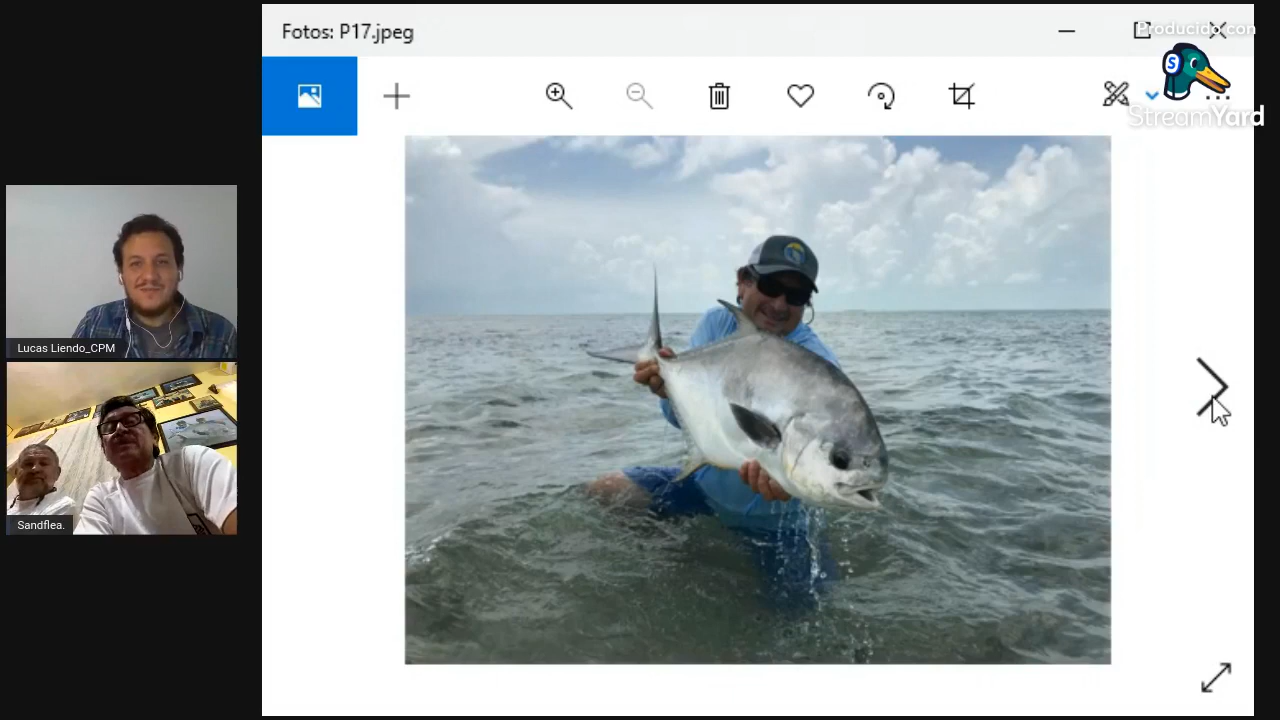 Fotos: P17.jpeg
Producido con
S
StreamYard
Lucas Liendo_CPM
Sandflea.